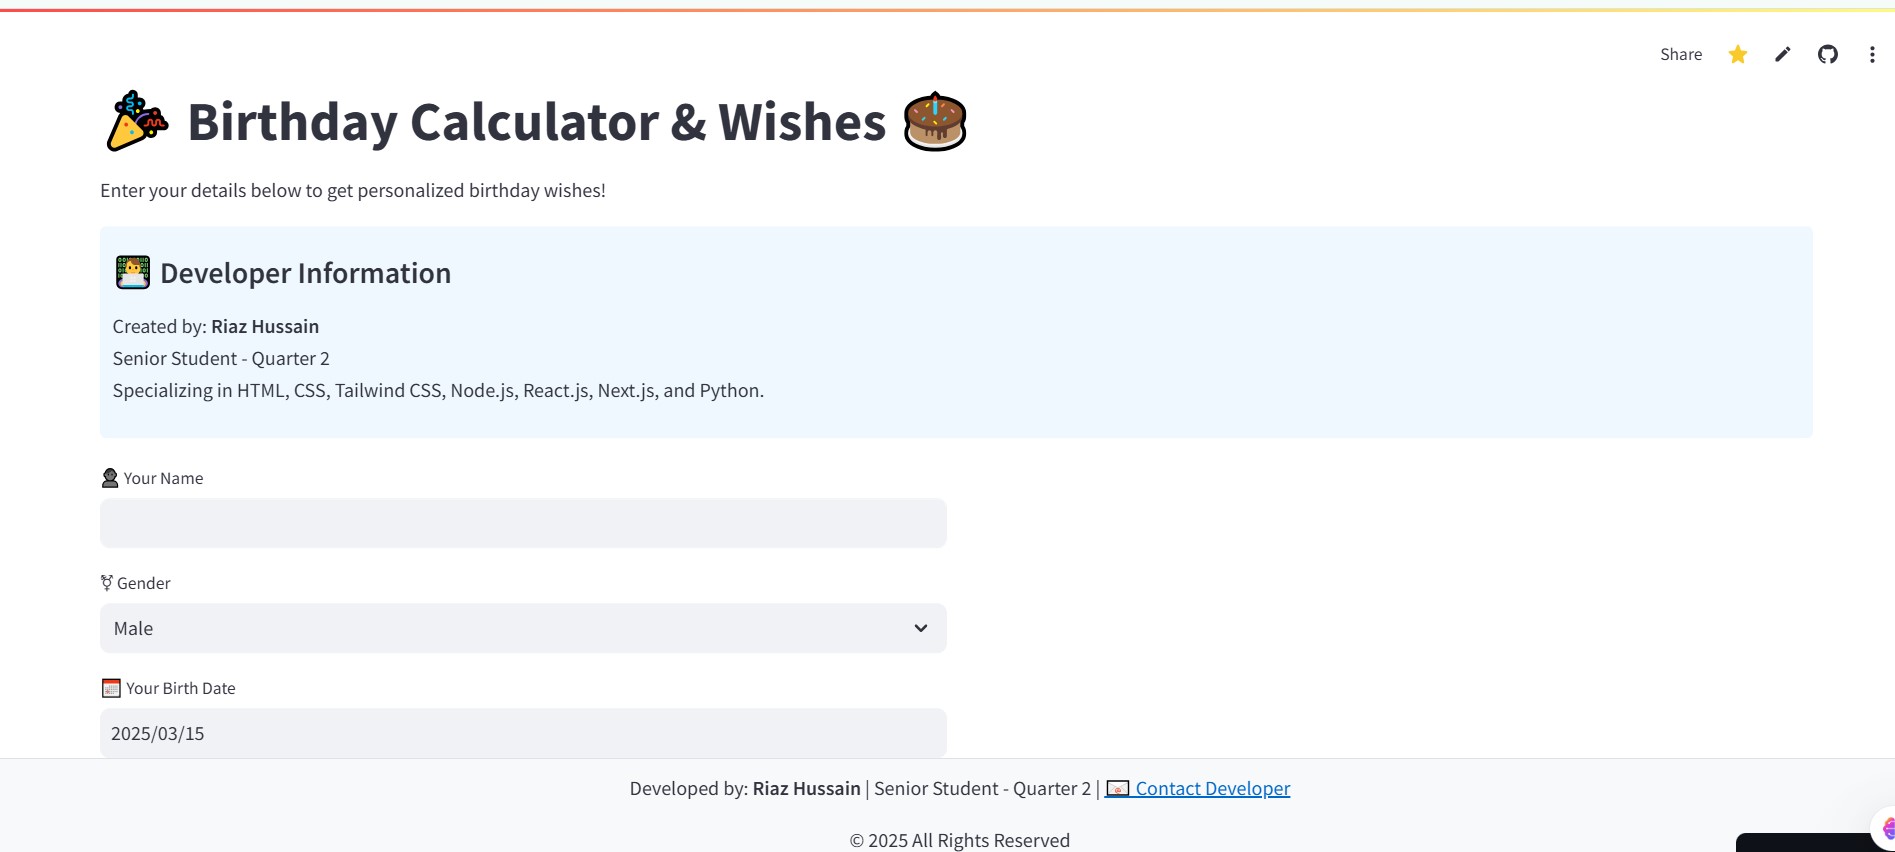 Share
Birthday Calculator & Wishes
Enter your details below to get personalized birthday wishes!
Developer Information
Created by: Riaz Hussain
Senior Student - Quarter 2
Specializing in HTML, CSS, Tailwind CSS, Node.js, React.js, Next.js, and Python.
Your Name
Gender
Male
Your Birth Date
2025/03/15
Developed by: Riaz Hussain | Senior Student - Quarter 2 | Contact Developer
© 2025 All Rights Reserved